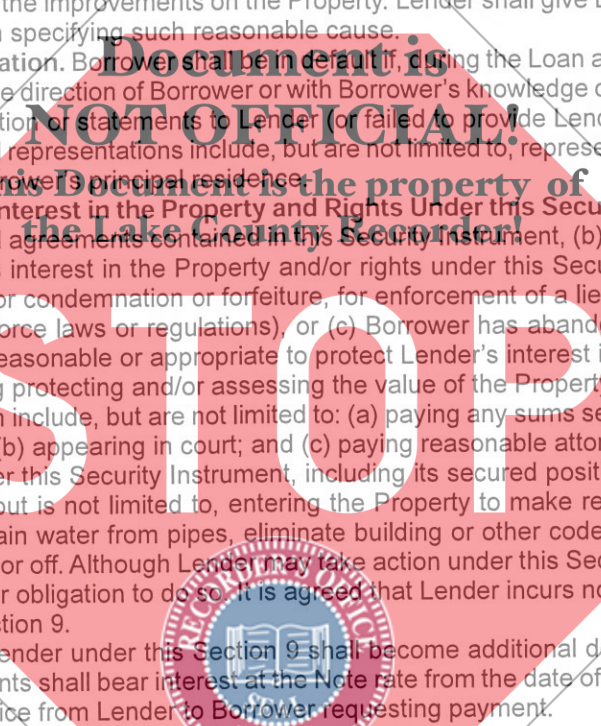 the improvements on the Property. Lender shall give
specifying such reasonable cause.
ation. Borrower shall be in default if, during the Loan a
e direction of Borrower or with Borrower's knowledge
tion or statements to Lender (or failed to provide Lend
representations include, but are not limited to, represe
rower's principal residence.
nterest in the Property and Rights Under this Secu
agreements contained in this Security Instrument, (b)
interest in the Property and/or rights under this Secu
or condemnation or forfeiture, for enforcement of a lie
orce laws or regulations), or (c) Borrower has aband
easonable or appropriate to protect Lender's interest i
g protecting and/or assessing the value of the Property
n include, but are not limited to: (a) paying any sums se
(b) appearing in court; and (c) paying reasonable attor
er this Security Instrument, including its secured posit
but is not limited to, entering the Property to make re
ain water from pipes, eliminate building or other code
or off. Although Lender may take action under this Sec
r obligation to do so. It is agreed that Lender incurs no
ction 9.
ender under this Section 9 shall become additional d
nts shall bear interest at the Note rate from the date of
ice from Lender to Borrower requesting payment.
Document is
NOT OFFICIAL!
his Document is the property of
the Lake County Recorder!
STOP